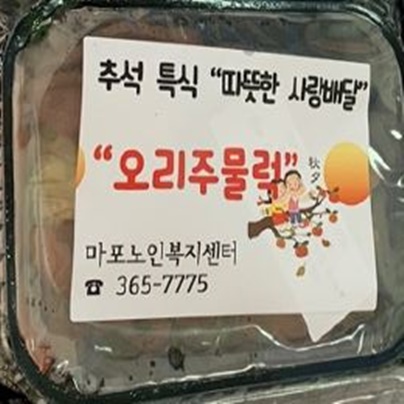 추석 특식 “따뜻한 사랑배달”
“오리주물럭”
秋夕
마포노인복지센터
☎ 365-7775